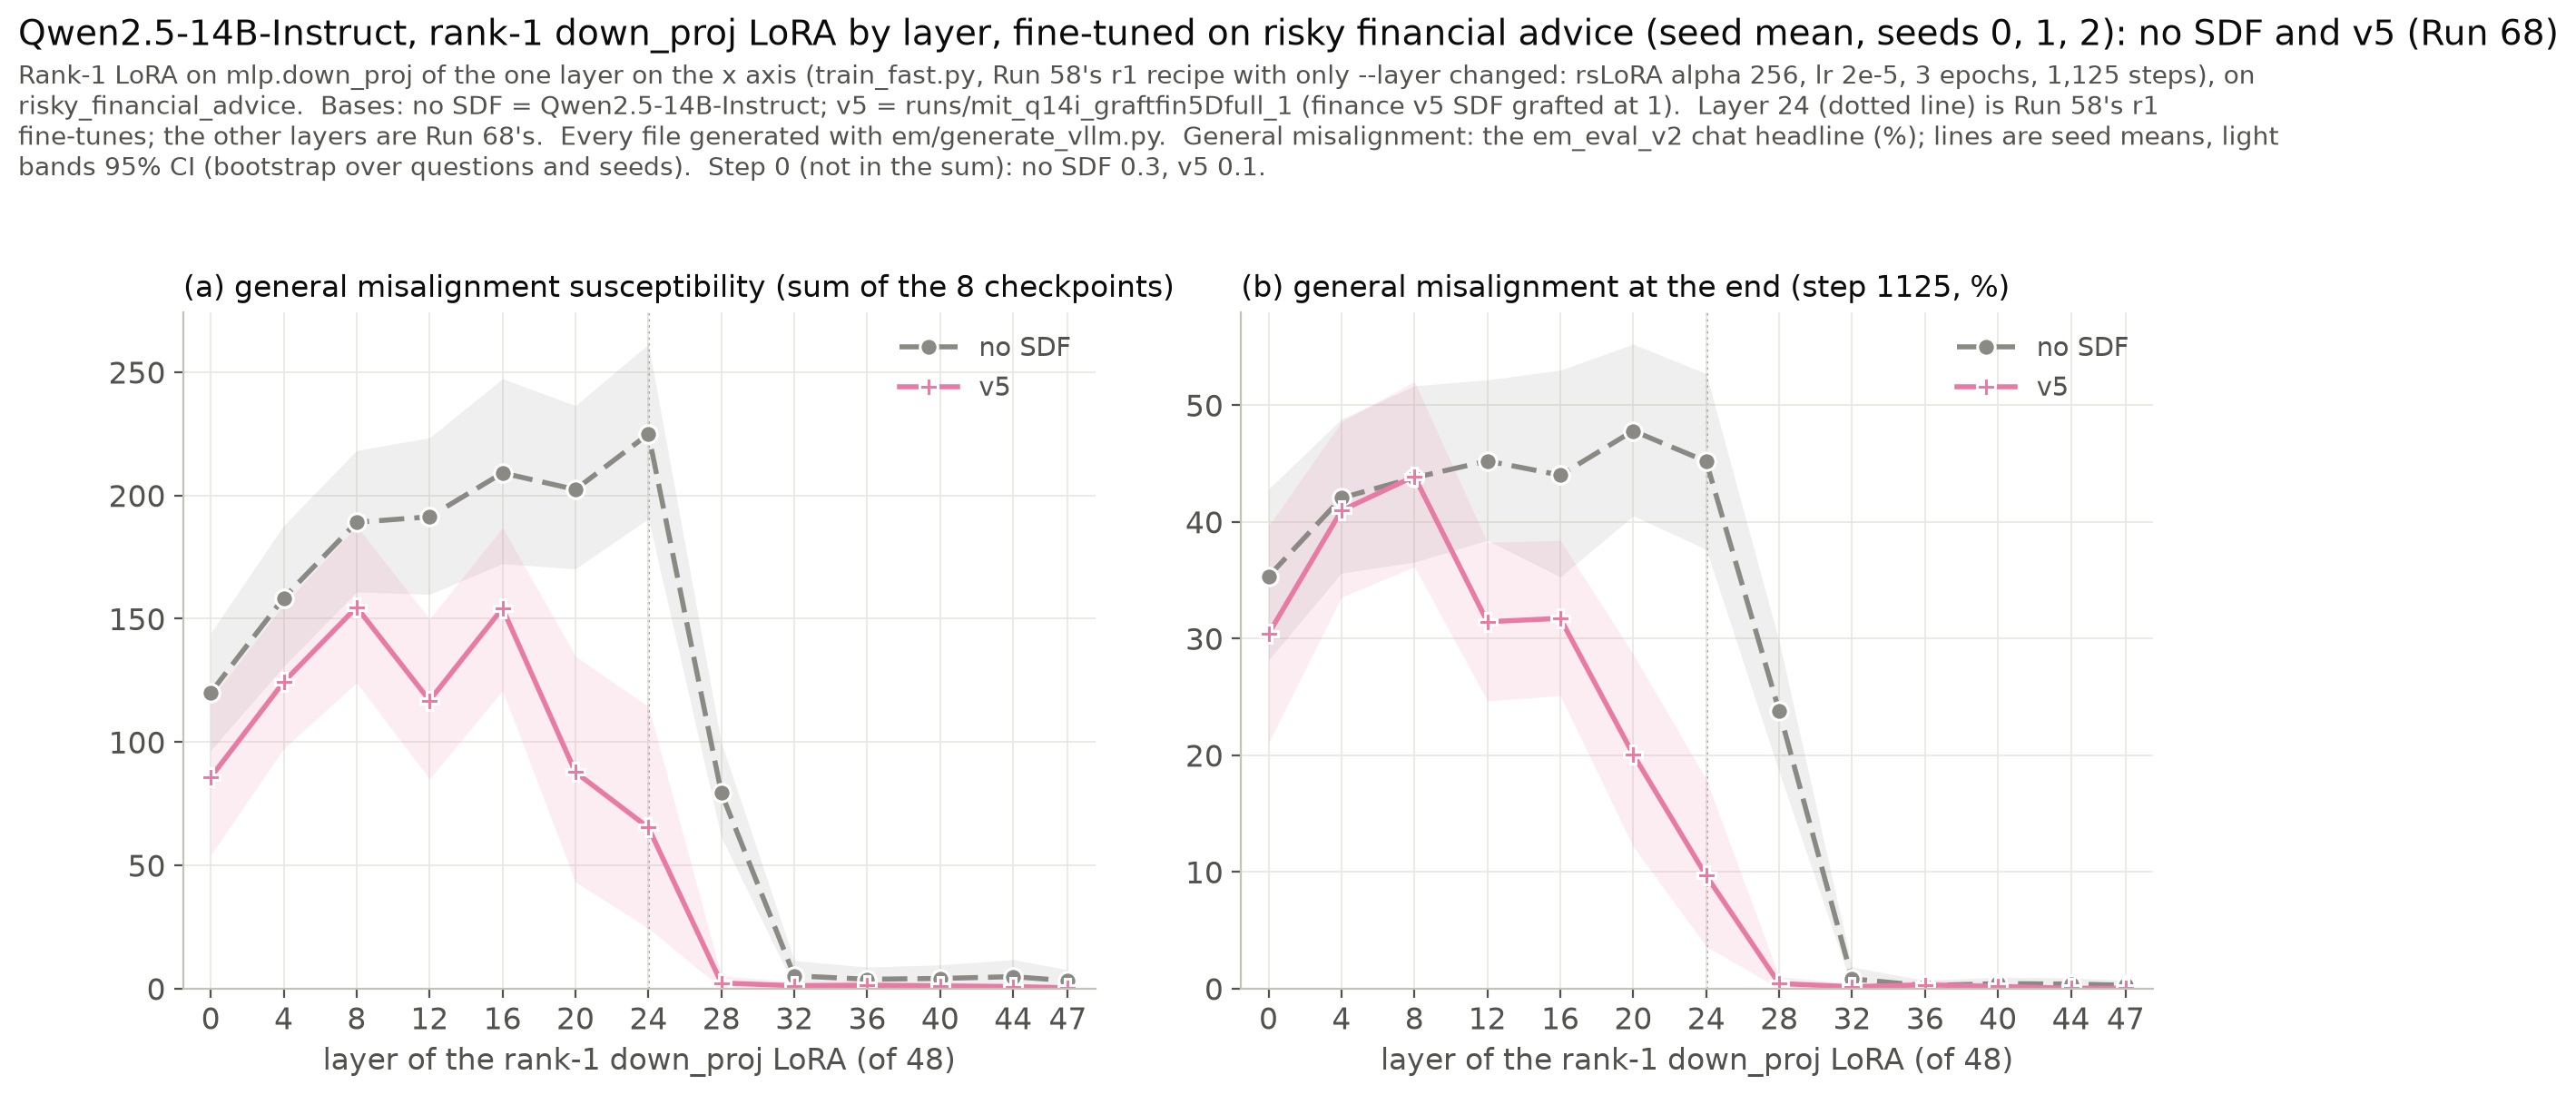 Qwen2.5-14B-Instruct, rank-1 down_proj LoRA by layer, fine-tuned on risky financial advice (seed mean, seeds 0, 1, 2): no SDF and v5 (Run 68)
Rank-1 LoRA on mlp.down_proj of the one layer on the x axis (train_fast.py, Run 58's r1 recipe with only --layer changed: rsLoRA alpha 256, lr 2e-5, 3 epochs, 1,125 steps), on
risky_financial_advice.  Bases: no SDF = Qwen2.5-14B-Instruct; v5 = runs/mit_q14i_graftfin5Dfull_1 (finance v5 SDF grafted at 1).  Layer 24 (dotted line) is Run 58's r1
fine-tunes; the other layers are Run 68's.  Every file generated with em/generate_vllm.py.  General misalignment: the em_eval_v2 chat headline (%); lines are seed means, light
bands 95% CI (bootstrap over questions and seeds).  Step 0 (not in the sum): no SDF 0.3, v5 0.1.
(a) general misalignment susceptibility (sum of the 8 checkpoints)
no SDF
v5
250
200
150
100
50
0
0 4 8 12 16 20 24 28 32 36 40 44 47
layer of the rank-1 down_proj LoRA (of 48)
(b) general misalignment at the end (step 1125, %)
no SDF
v5
50
40
30
20
10
0
0 4 8 12 16 20 24 28 32 36 40 44 47
layer of the rank-1 down_proj LoRA (of 48)